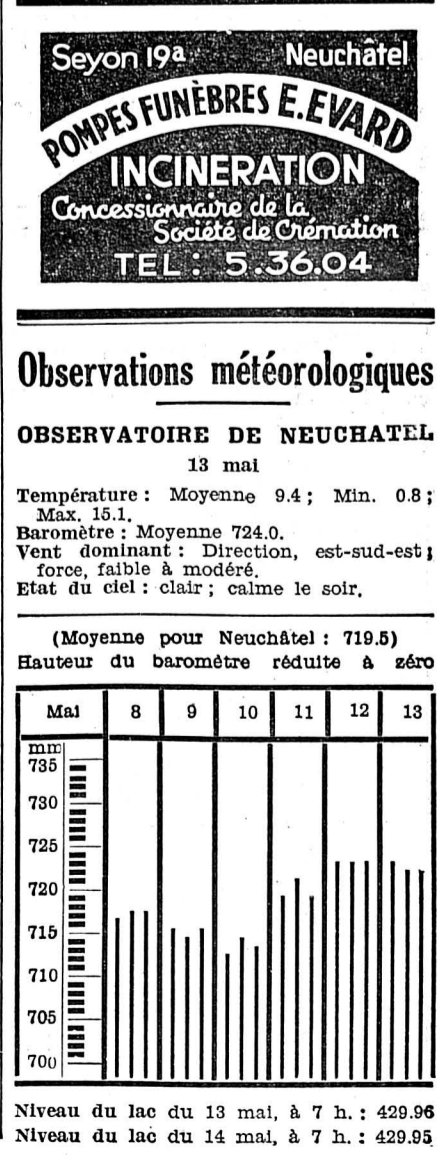 Seyon 19a Neuchâtel
POMPES FUNÈBRES E. EVARD
INCINERATION
Concessionnaire de la
Société de Crémation
TEL : 5.36.04
Observations météorologiques
OBSERVATOIRE DE NEUCHATEL
13 mai
Température : Moyenne 9.4 ; Min. 0.8 ;
Max. 15.1.
Baromètre : Moyenne 724.0.
Vent dominant : Direction, est-sud-est ;
force, faible à modéré.
Etat du ciel : clair ; calme le soir.
(Moyenne pour Neuchâtel : 719.5)
Hauteur du baromètre réduite à zéro
Mai 8 9 10 11 12 13
mm
735
730
725
720
715
710
705
700
Niveau du lac du 13 mai, à 7 h. : 429.96
Niveau du lac du 14 mai, à 7 h. : 429.95